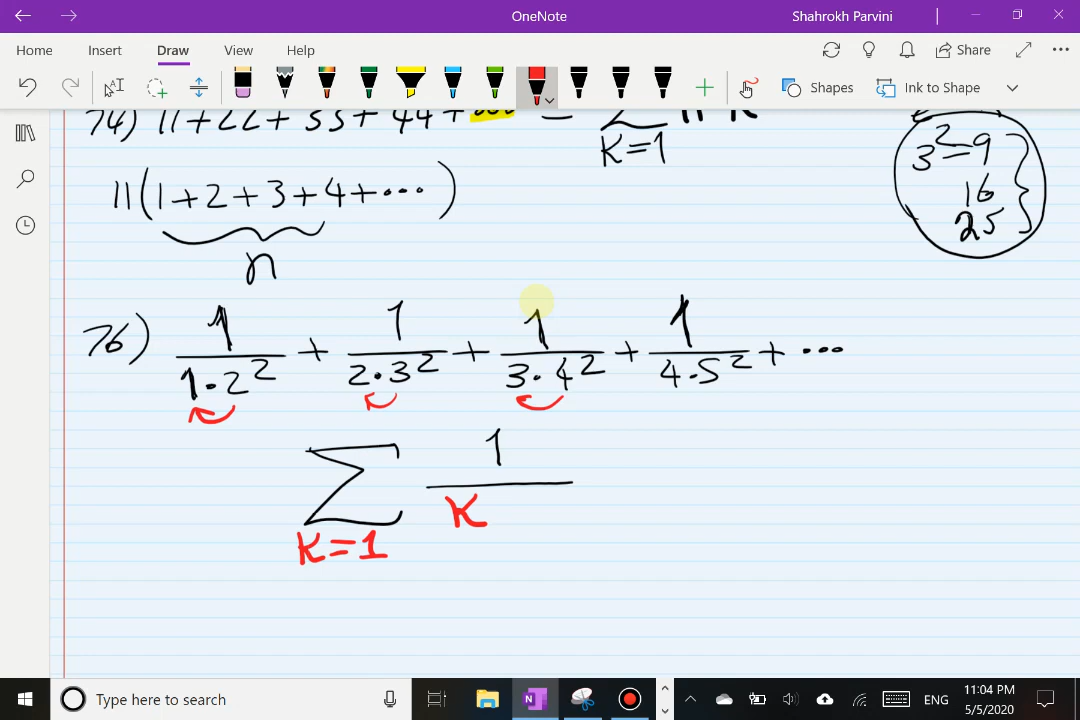 OneNote
Shahrokh Parvini
Home Insert Draw View Help
Share
Shapes
Ink to Shape
74) 11+22+33+44+... = Σ 11 K
K=1
3²=9
16
25
11(1+2+3+4+...)
n
76) 1/(1·2²) + 1/(2·3²) + 1/(3·4²) + 1/(4·5²) + ...
Σ 1/K
K=1
Type here to search
ENG
11:04 PM
5/5/2020